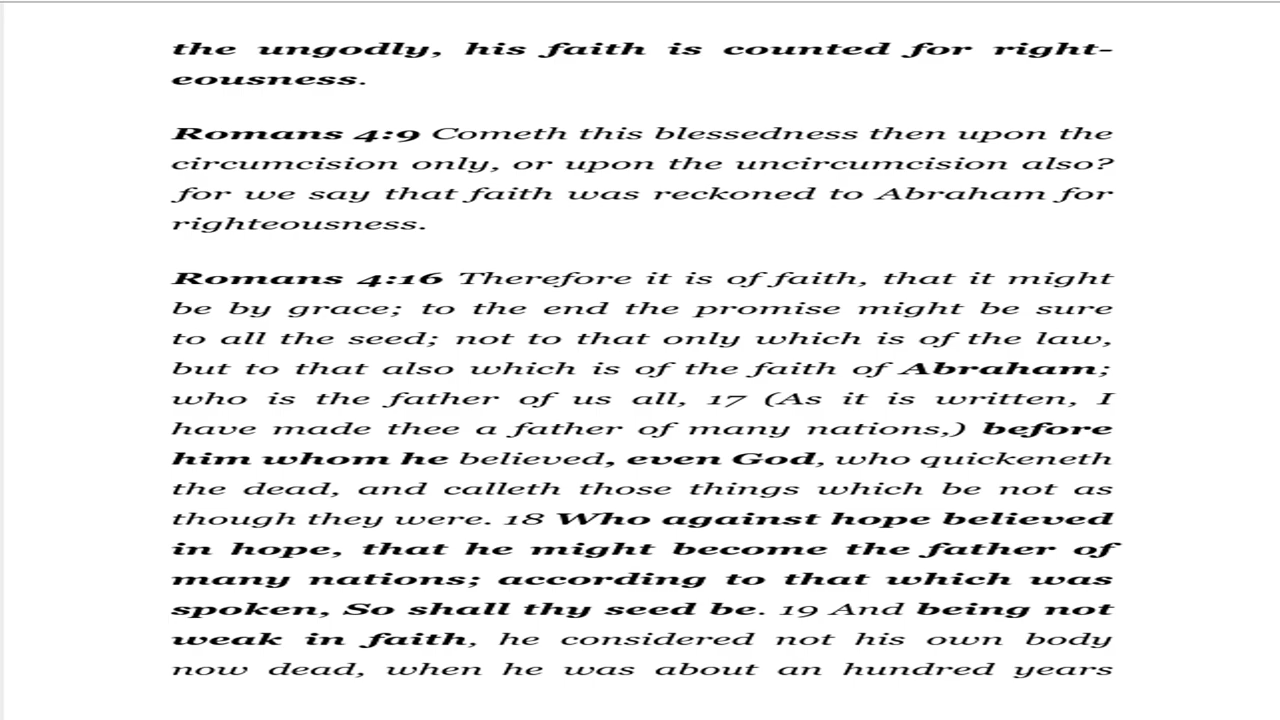 the ungodly, his faith is counted for right-
eousness.
Romans 4:9 Cometh this blessedness then upon the
circumcision only, or upon the uncircumcision also?
for we say that faith was reckoned to Abraham for
righteousness.
Romans 4:16 Therefore it is of faith, that it might
be by grace; to the end the promise might be sure
to all the seed; not to that only which is of the law,
but to that also which is of the faith of Abraham;
who is the father of us all, 17 (As it is written, I
have made thee a father of many nations,) before
him whom he believed, even God, who quickeneth
the dead, and calleth those things which be not as
though they were. 18 Who against hope believed
in hope, that he might become the father of
many nations; according to that which was
spoken, So shall thy seed be. 19 And being not
weak in faith, he considered not his own body
now dead, when he was about an hundred years